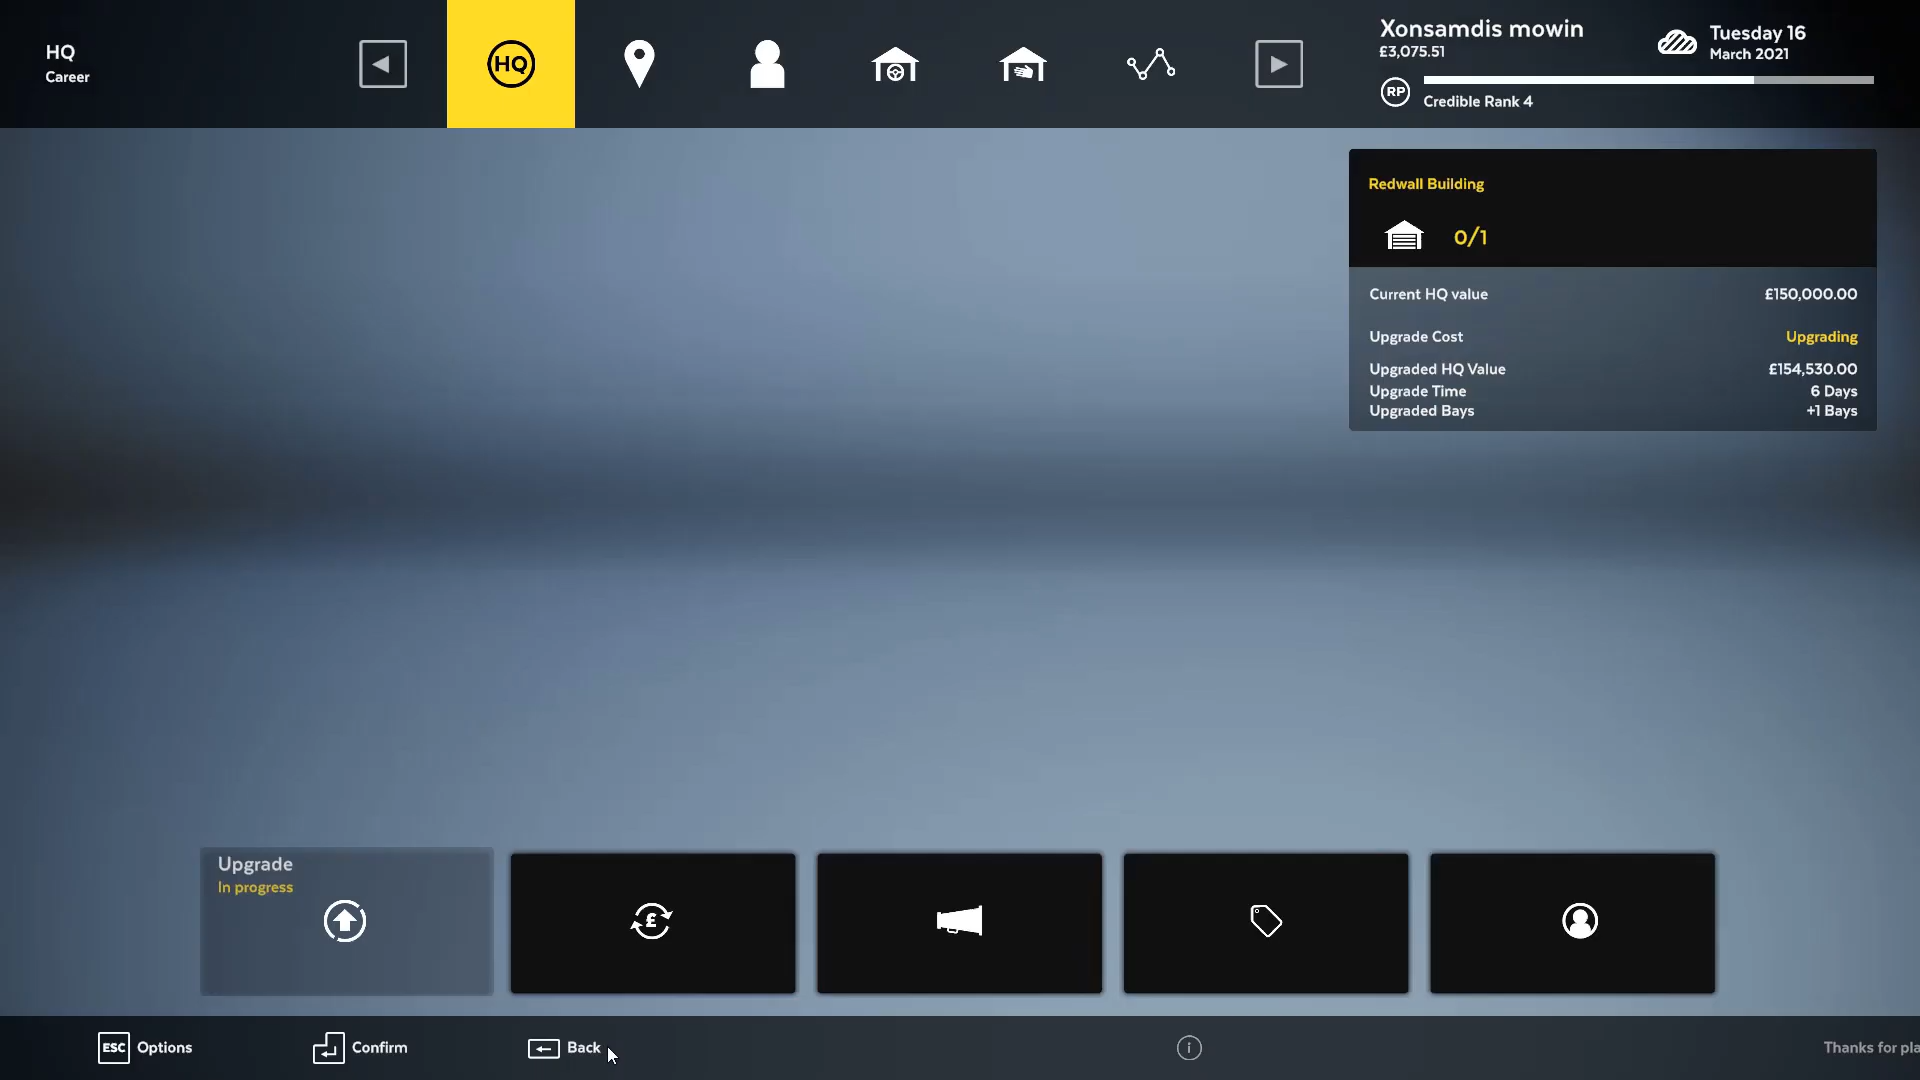 HQ
Career
HQ
Xonsamdis mowin
£3,075.51
Tuesday 16
March 2021
RP
Credible Rank 4
Redwall Building
0/1
Current HQ value £150,000.00
Upgrade Cost Upgrading
Upgraded HQ Value £154,530.00
Upgrade Time 6 Days
Upgraded Bays +1 Bays
Upgrade
In progress
£
ESC Options
Confirm
Back
i
Thanks for pla